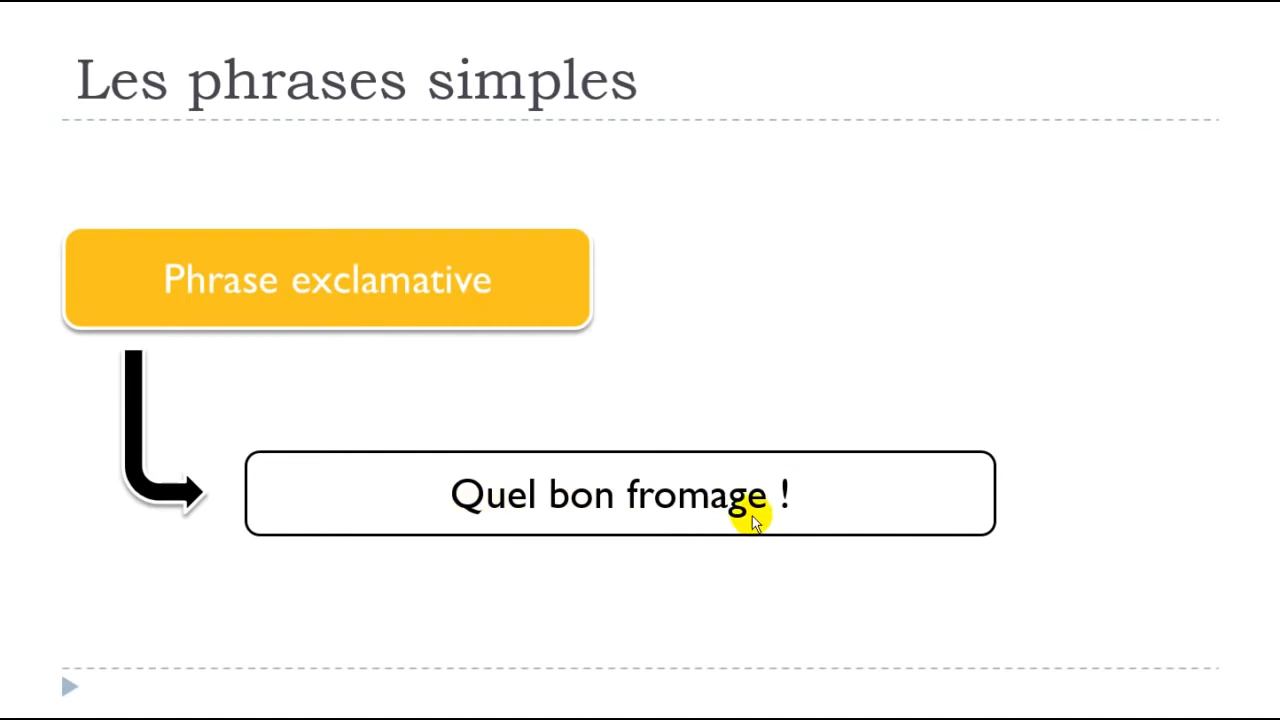 Les phrases simples
Phrase exclamative
Quel bon fromage !